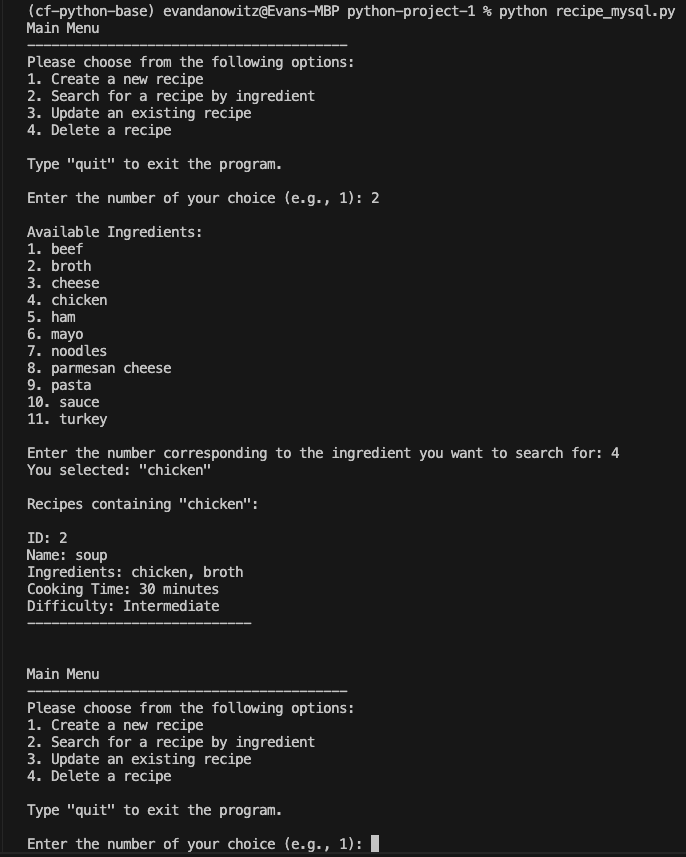 (cf-python-base) evandanowitz@Evans-MBP python-project-1 % python recipe_mysql.py
Main Menu
----------------------------------------
Please choose from the following options:
1. Create a new recipe
2. Search for a recipe by ingredient
3. Update an existing recipe
4. Delete a recipe

Type "quit" to exit the program.

Enter the number of your choice (e.g., 1): 2

Available Ingredients:
1. beef
2. broth
3. cheese
4. chicken
5. ham
6. mayo
7. noodles
8. parmesan cheese
9. pasta
10. sauce
11. turkey

Enter the number corresponding to the ingredient you want to search for: 4
You selected: "chicken"

Recipes containing "chicken":

ID: 2
Name: soup
Ingredients: chicken, broth
Cooking Time: 30 minutes
Difficulty: Intermediate
----------------------------

Main Menu
----------------------------------------
Please choose from the following options:
1. Create a new recipe
2. Search for a recipe by ingredient
3. Update an existing recipe
4. Delete a recipe

Type "quit" to exit the program.

Enter the number of your choice (e.g., 1):